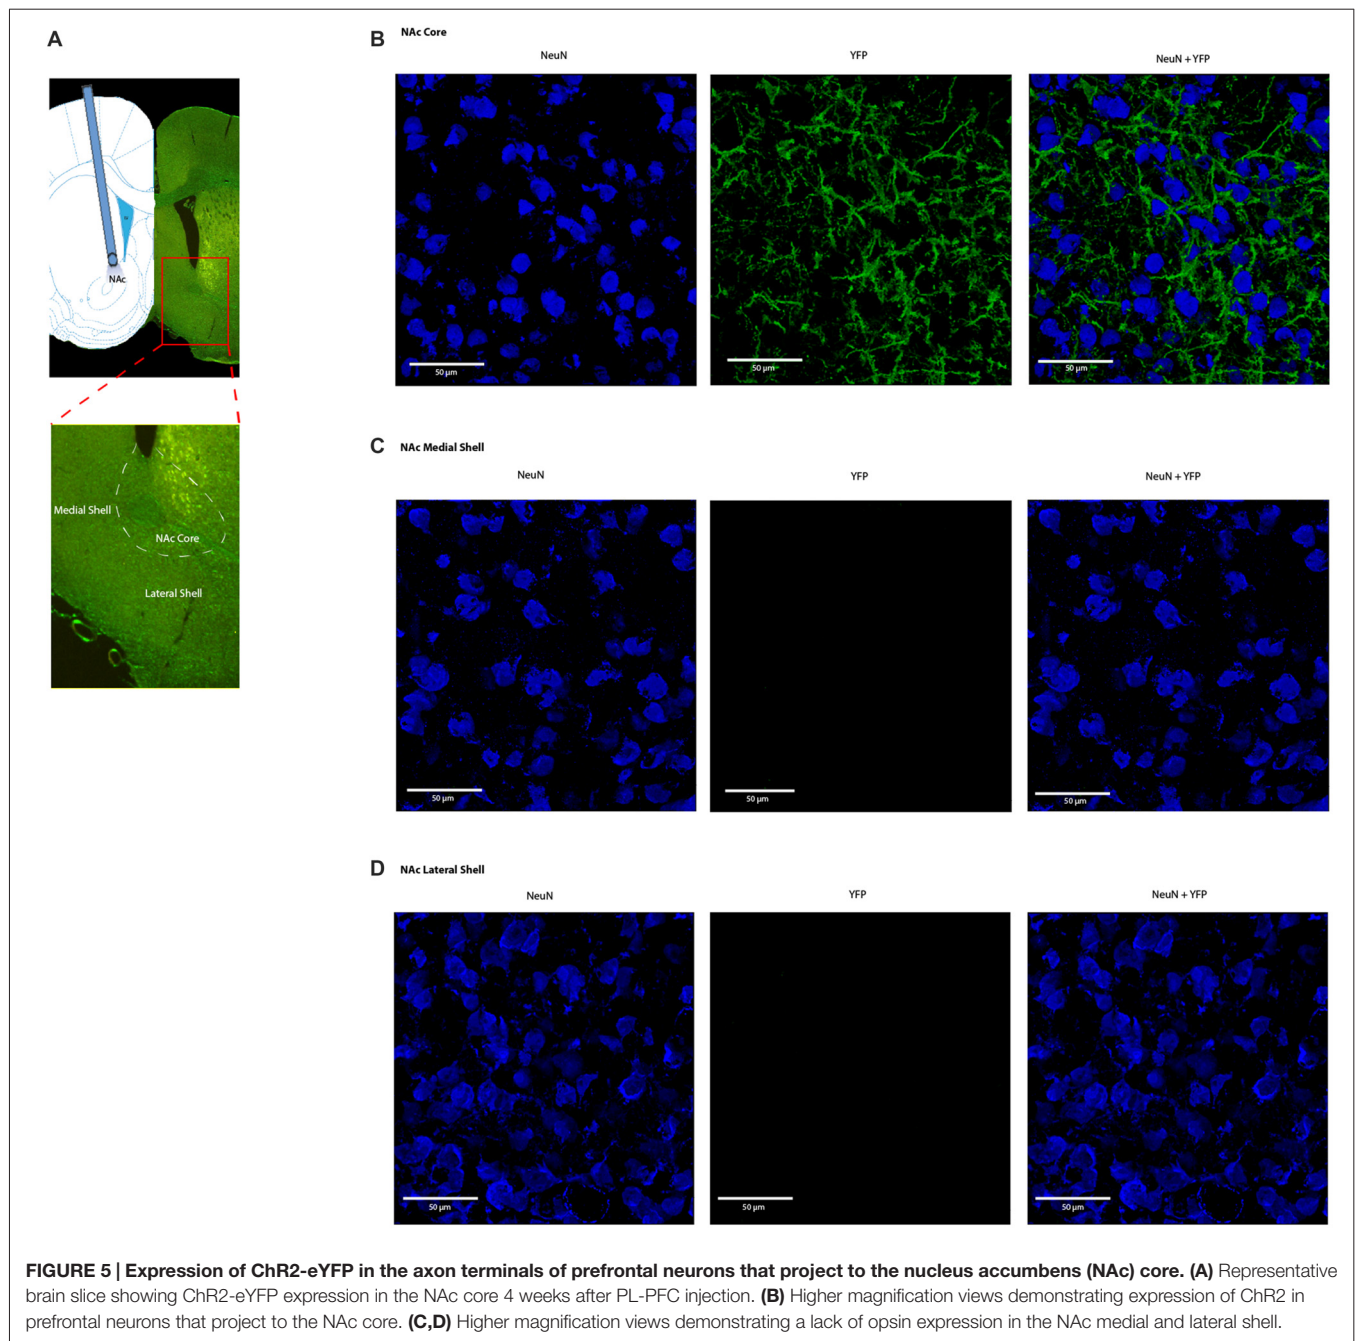 A
NAc
Medial Shell
NAc Core
Lateral Shell
B NAc Core
NeuN YFP NeuN + YFP
50 µm 50 µm 50 µm
C NAc Medial Shell
NeuN YFP NeuN + YFP
50 µm 50 µm 50 µm
D NAc Lateral Shell
NeuN YFP NeuN + YFP
50 µm 50 µm 50 µm
FIGURE 5 | Expression of ChR2-eYFP in the axon terminals of prefrontal neurons that project to the nucleus accumbens (NAc) core. (A) Representative
brain slice showing ChR2-eYFP expression in the NAc core 4 weeks after PL-PFC injection. (B) Higher magnification views demonstrating expression of ChR2 in
prefrontal neurons that project to the NAc core. (C,D) Higher magnification views demonstrating a lack of opsin expression in the NAc medial and lateral shell.